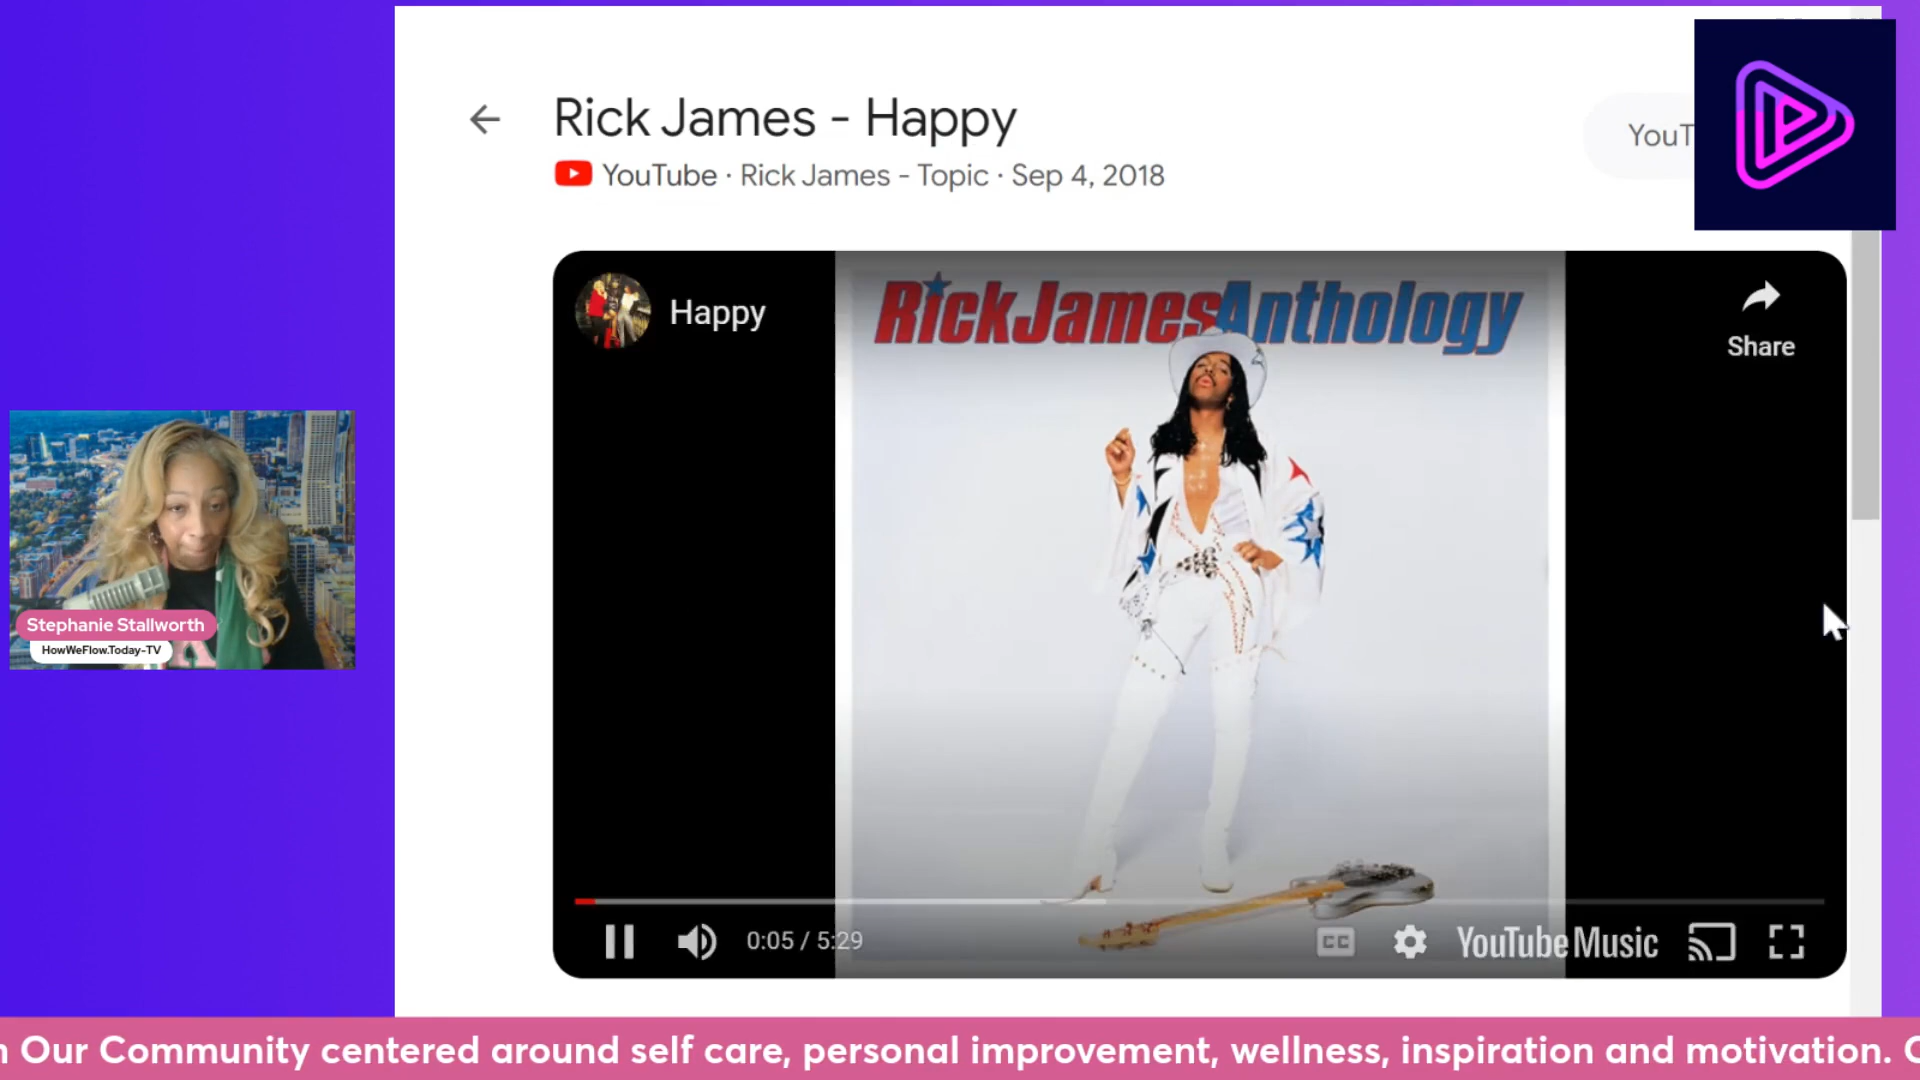 Rick James - Happy
YouTube · Rick James - Topic · Sep 4, 2018
YouT
Happy
RickJamesAnthology
Share
Stephanie Stallworth
HowWeFlow.Today-TV
0:05 / 5:29
CC
YouTube Music
Our Community centered around self care, personal improvement, wellness, inspiration and motivation.